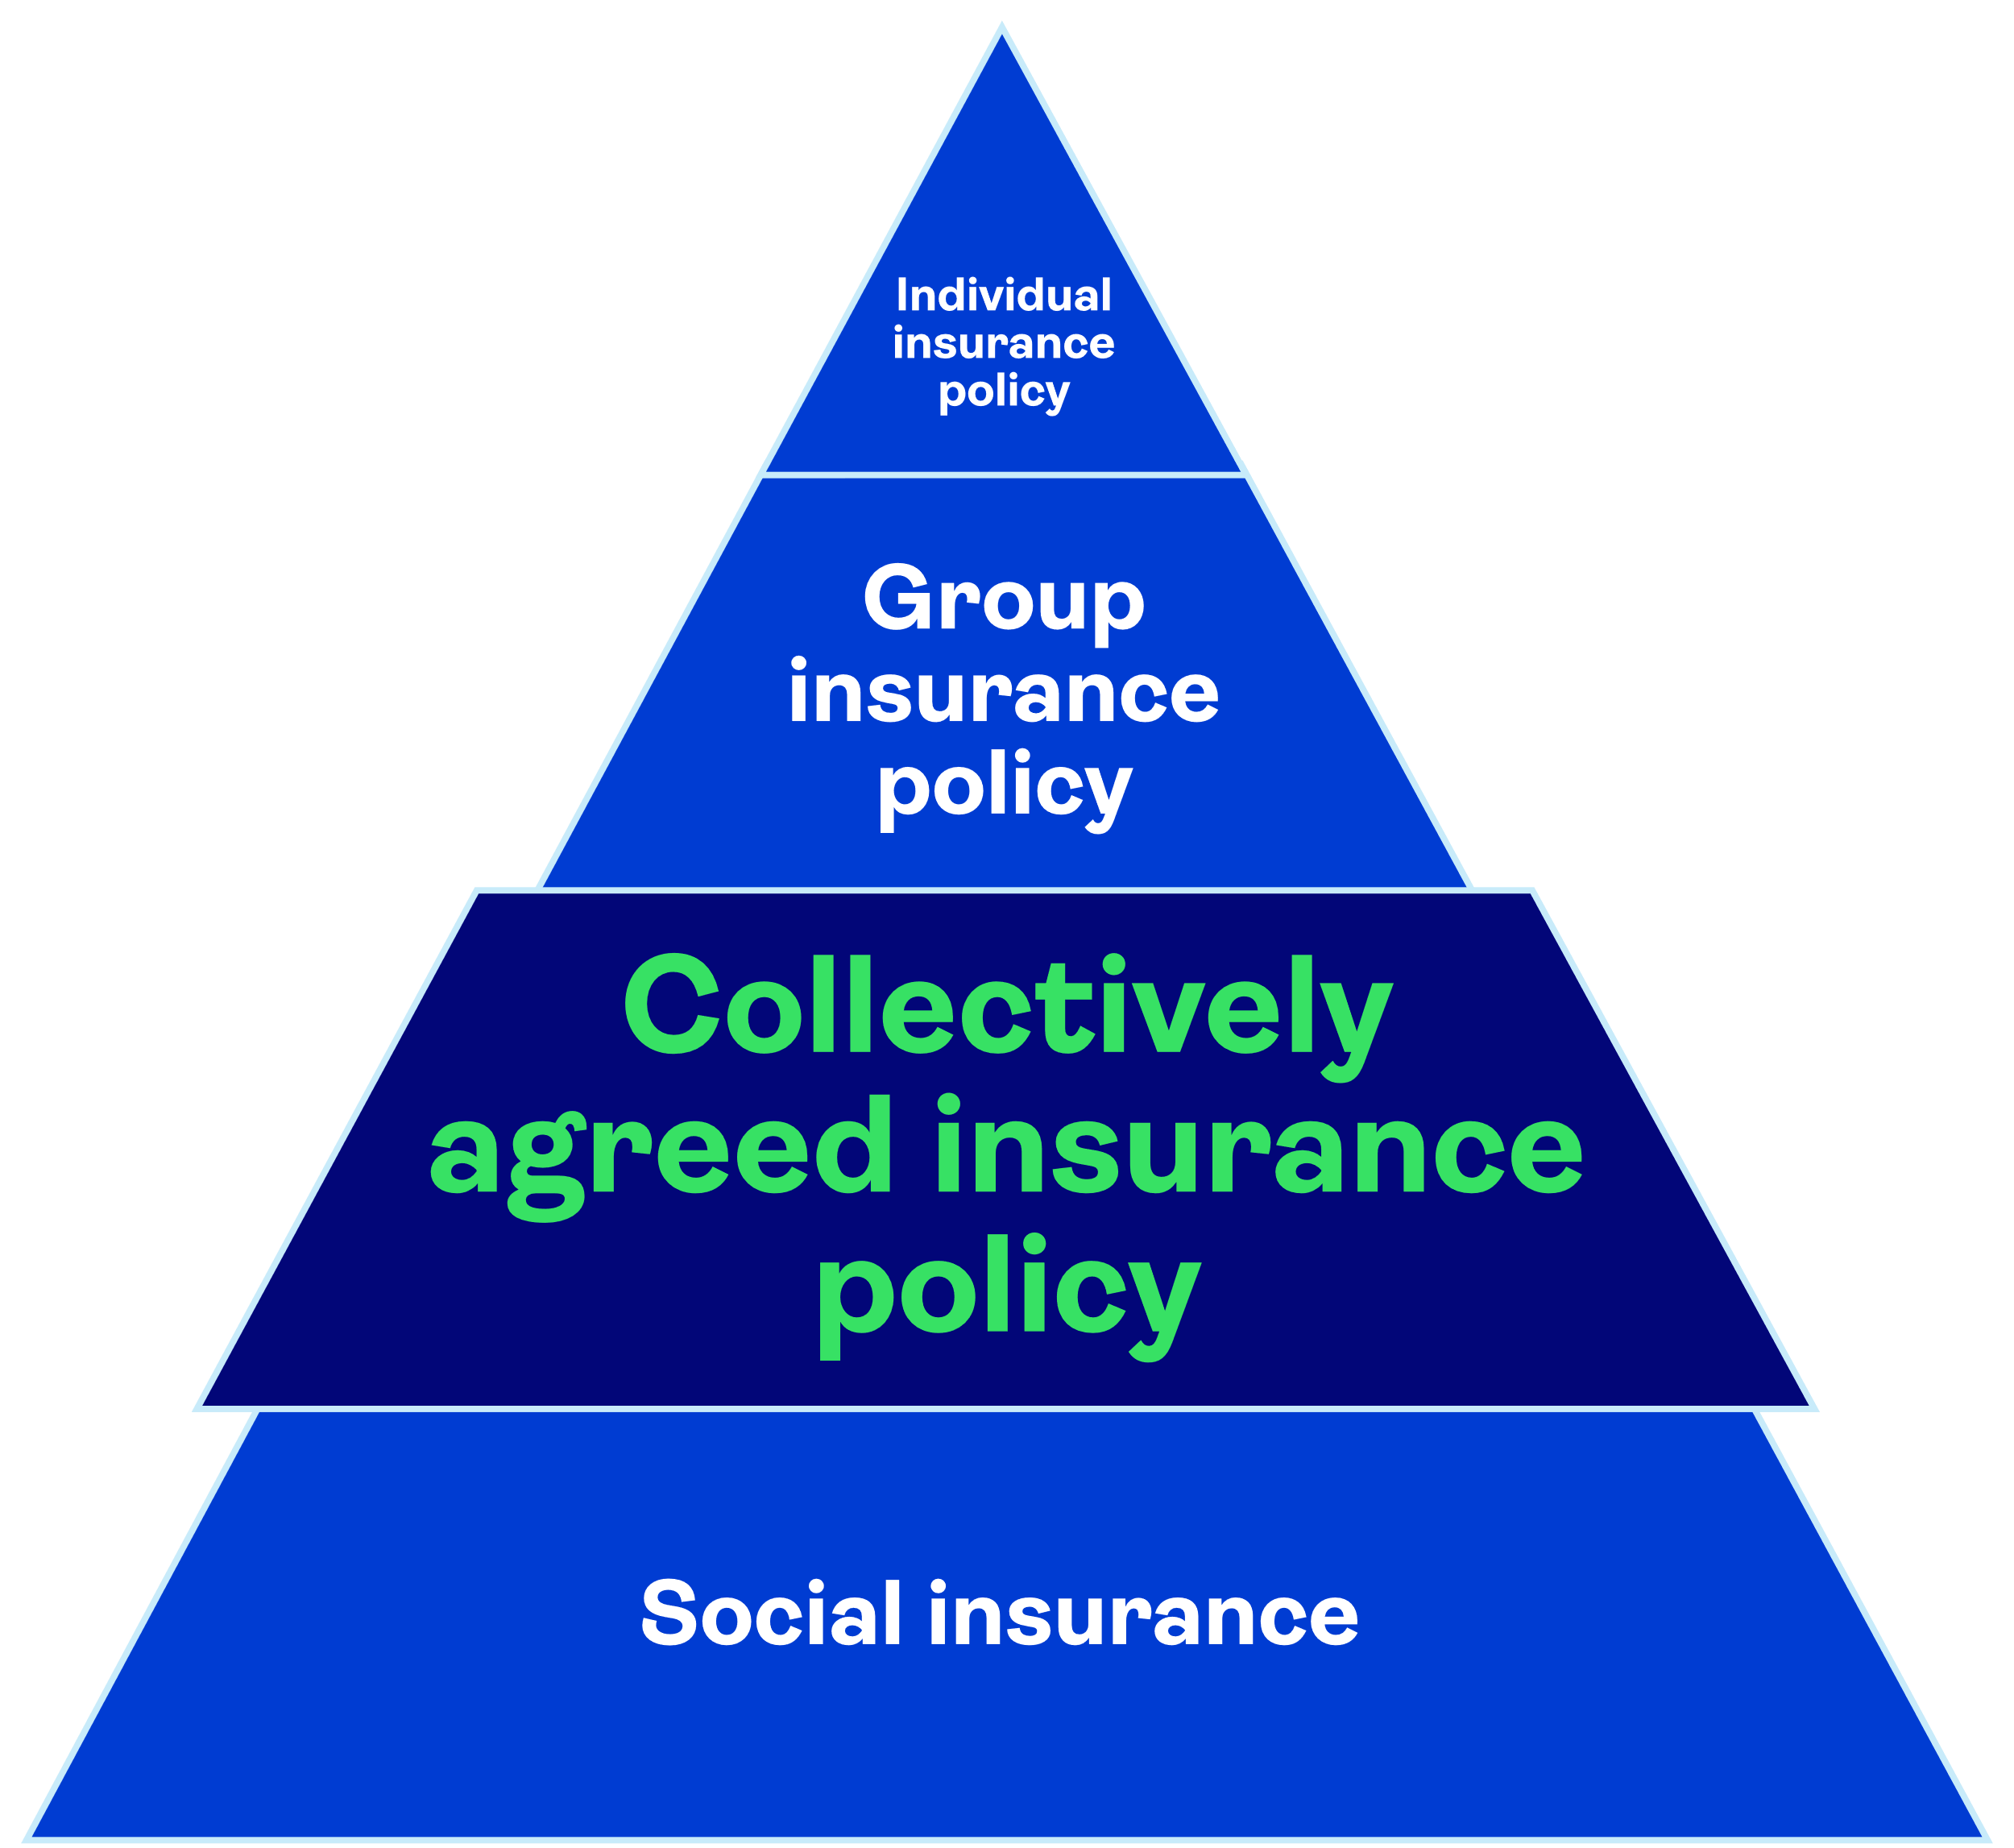 Individual
insurance
policy
Group
insurance
policy
Collectively
agreed insurance
policy
Social insurance